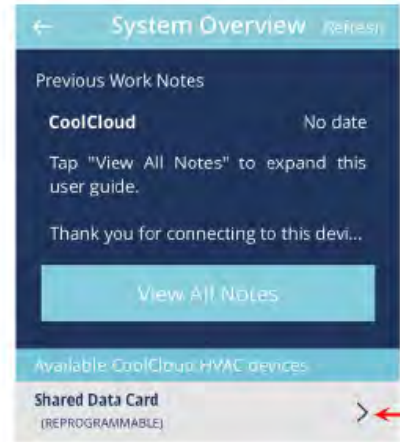 System Overview Refresh
Previous Work Notes
CoolCloud No date
Tap "View All Notes" to expand this
user guide.
Thank you for connecting to this devi...
View All Notes
Available CoolCloud HVAC devices
Shared Data Card
(REPROGRAMMABLE)